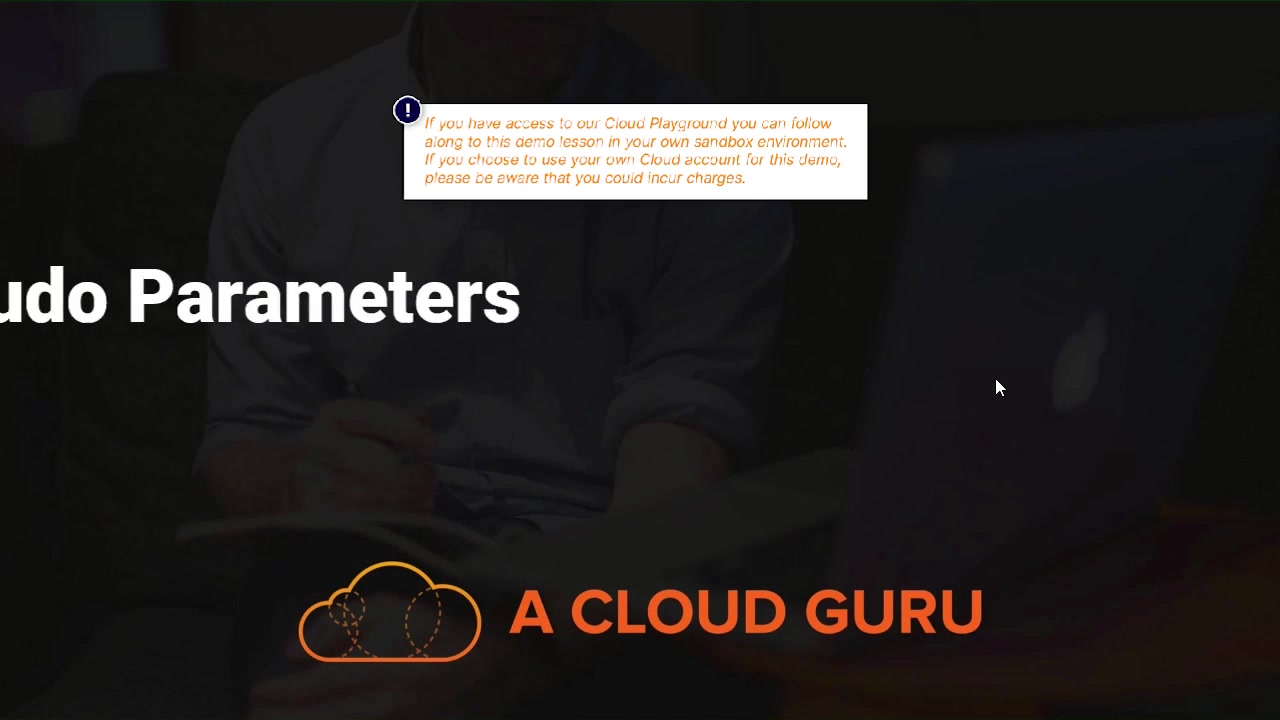 !
If you have access to our Cloud Playground you can follow
along to this demo lesson in your own sandbox environment.
If you choose to use your own Cloud account for this demo,
please be aware that you could incur charges.
udo Parameters
A CLOUD GURU